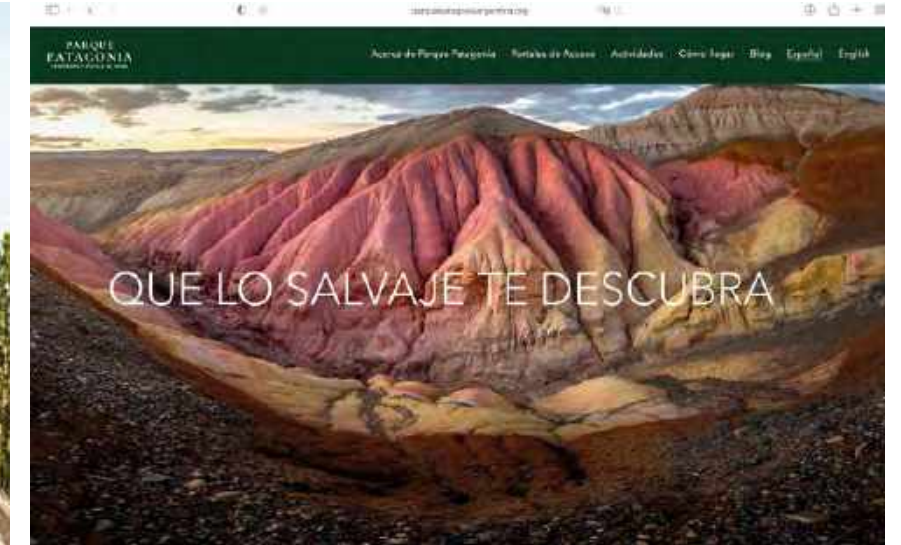 PARQUE
PATAGONIA
Acerca de Parque Patagonia Portales de Acceso Actividades Cómo llegar Blog Español English
QUE LO SALVAJE TE DESCUBRA